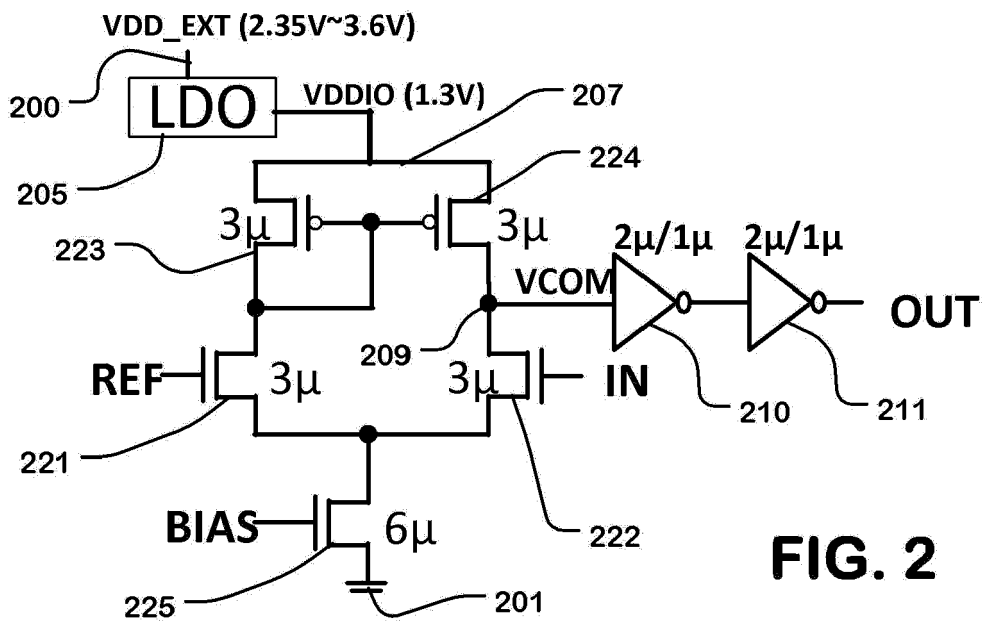 VDD_EXT (2.35V~3.6V)
200
LDO
VDDIO (1.3V)
207
205
224
3μ
3μ
223
2μ/1μ
2μ/1μ
VCOM
OUT
209
REF
3μ
3μ
IN
210
211
221
BIAS
6μ
222
225
201
FIG. 2